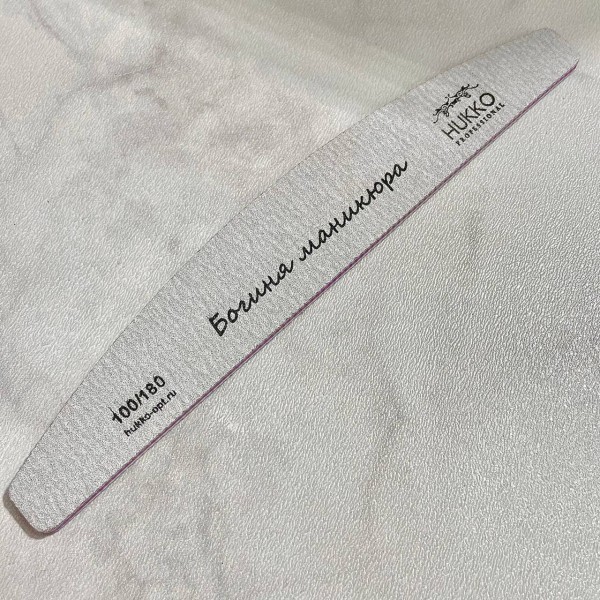 HUKKO
PROFESSIONAL
Богиня маникюра
100/180
hukko-opt.ru